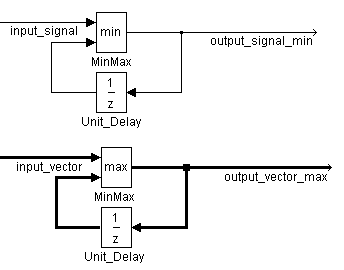 input_signal
min
output_signal_min
MinMax
1
z
Unit_Delay
input_vector
max
output_vector_max
MinMax
1
z
Unit_Delay